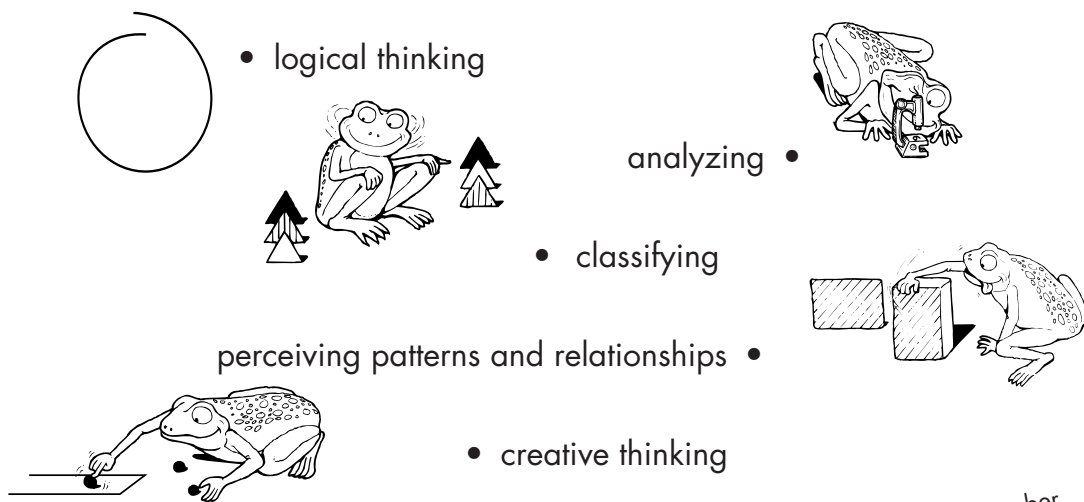 • logical thinking
analyzing •
• classifying
perceiving patterns and relationships •
• creative thinking